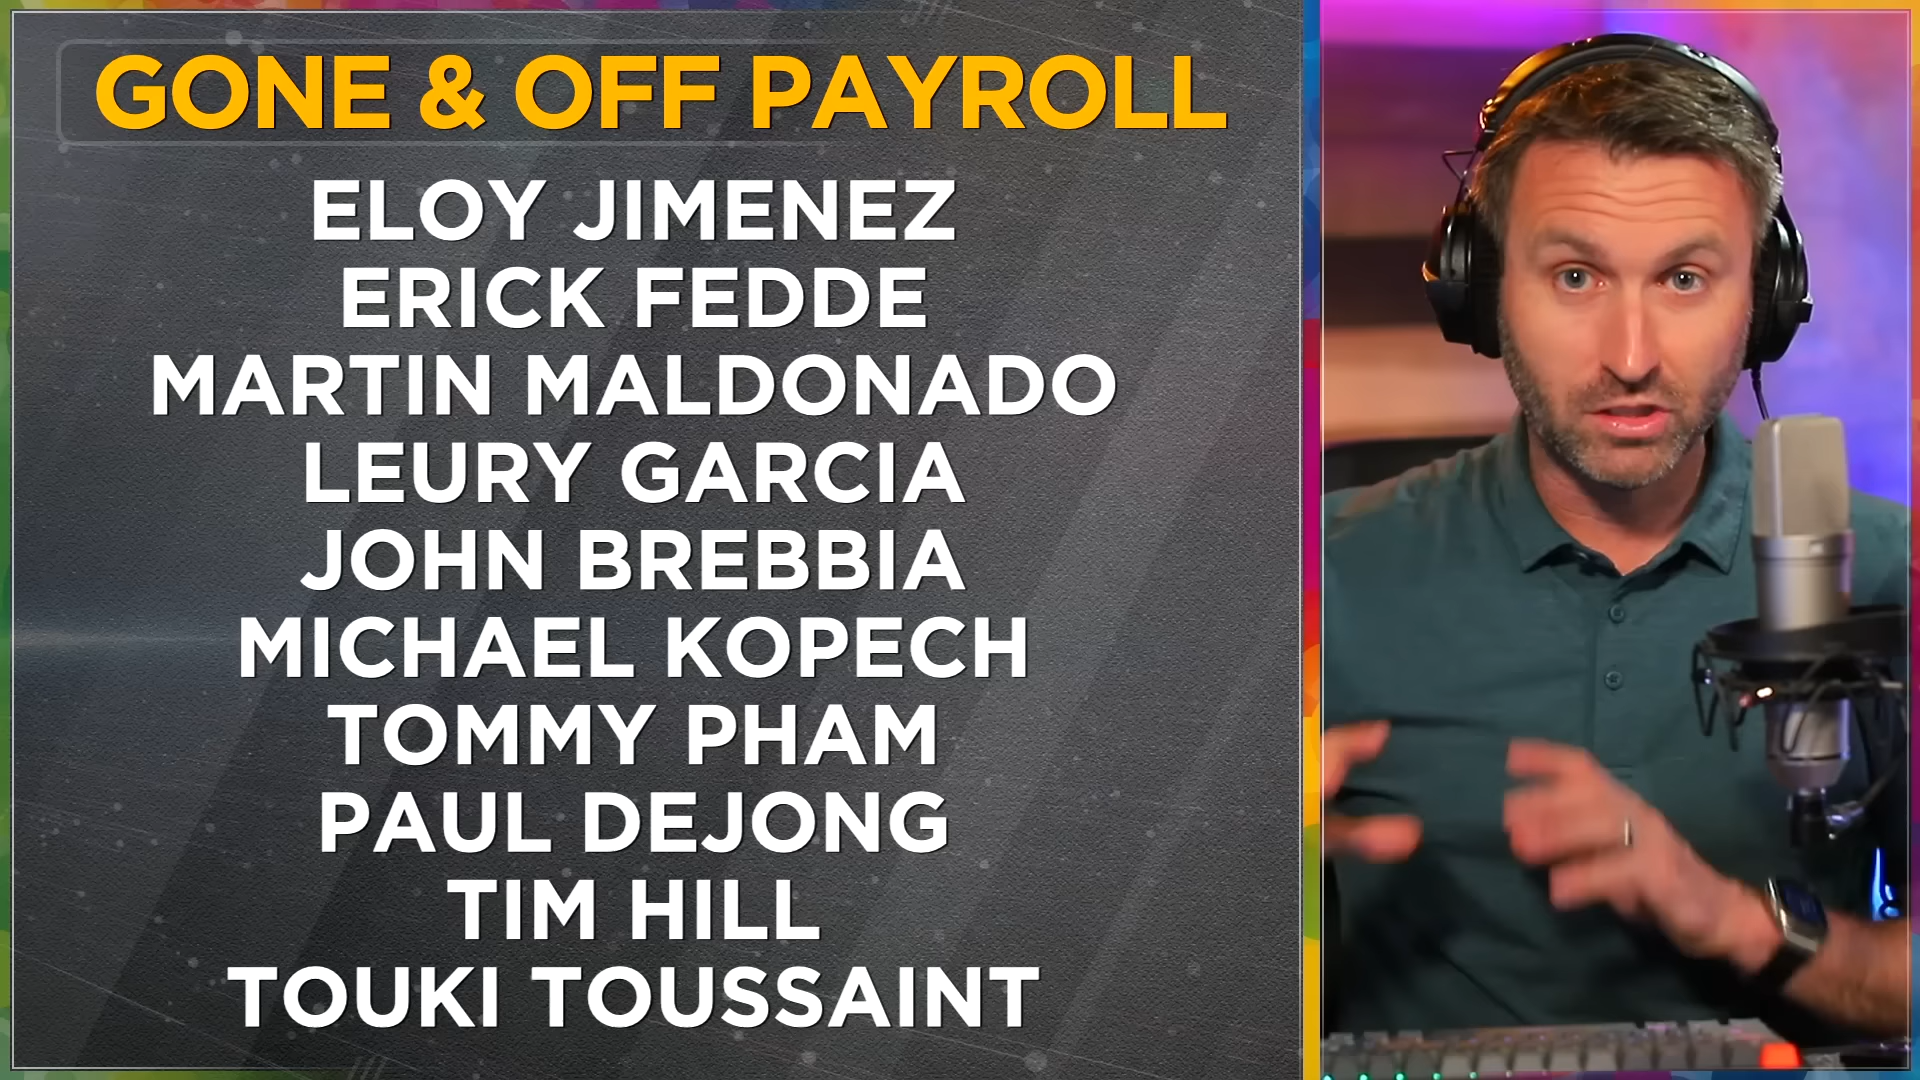 GONE & OFF PAYROLL
ELOY JIMENEZ
ERICK FEDDE
MARTIN MALDONADO
LEURY GARCIA
JOHN BREBBIA
MICHAEL KOPECH
TOMMY PHAM
PAUL DEJONG
TIM HILL
TOUKI TOUSSAINT